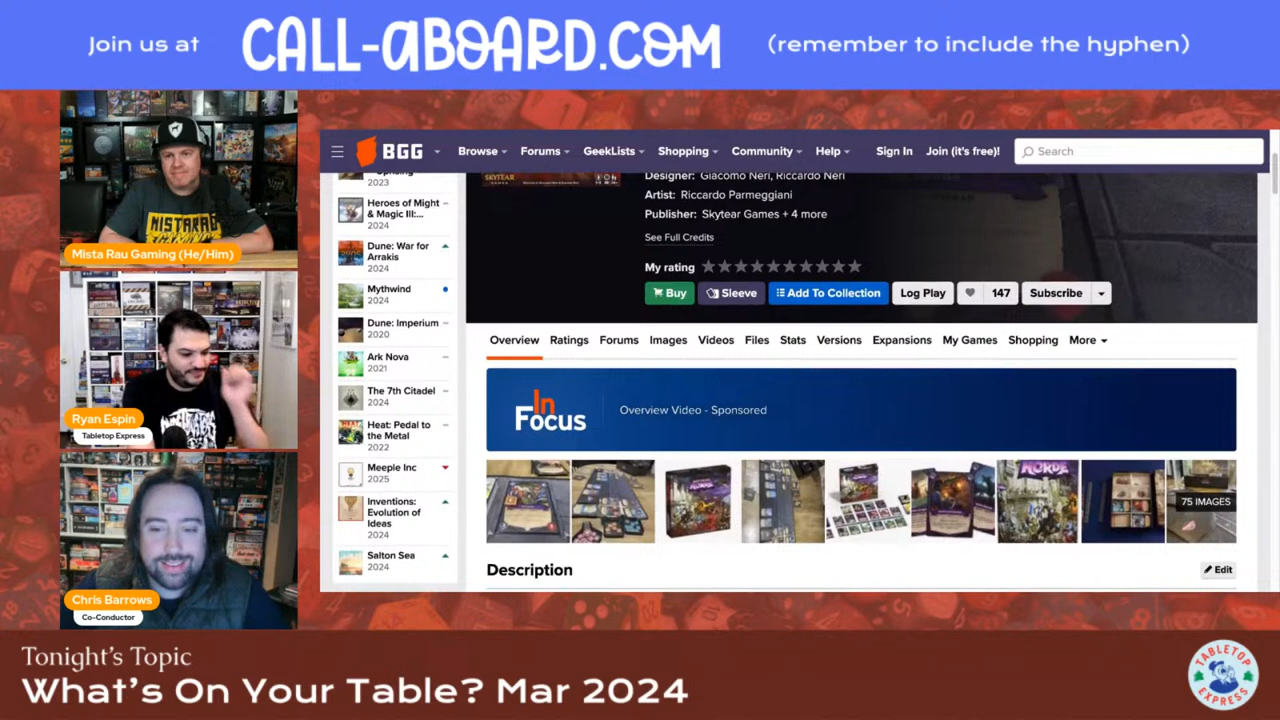 Join us at
CALL-ABOARD.COM
(remember to include the hyphen)
MISTARAU
Mista Rau Gaming (He/Him)
Ryan Espin
Tabletop Express
Chris Barrows
Co-Conductor
BGG
Browse
Forums
GeekLists
Shopping
Community
Help
Sign In
Join (it's free)!
Search
2023
Heroes of Might
& Magic III:...
2024
Dune: War for
Arrakis
2024
Mythwind
2024
Dune: Imperium
2020
Ark Nova
2021
The 7th Citadel
2024
Heat: Pedal to
the Metal
2022
Meeple Inc
2025
Inventions:
Evolution of
Ideas
2024
Salton Sea
2024
SKYTEAR
Designer: Giacomo Neri, Riccardo Neri
Artist: Riccardo Parmeggiani
Publisher: Skytear Games + 4 more
See Full Credits
My rating
Buy
Sleeve
Add To Collection
Log Play
147
Subscribe
Overview
Ratings
Forums
Images
Videos
Files
Stats
Versions
Expansions
My Games
Shopping
More
In
Focus
Overview Video - Sponsored
HORDE
75 IMAGES
Description
Edit
Tonight's Topic
What's On Your Table? Mar 2024
TABLETOP
EXPRESS